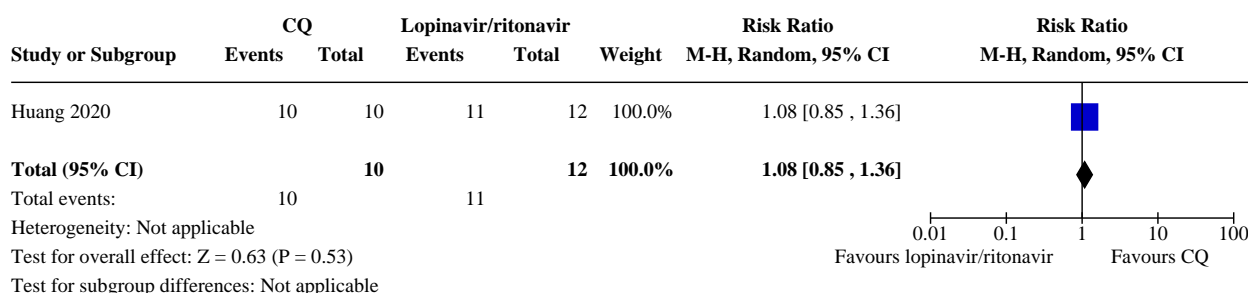 CQ Lopinavir/ritonavir Risk Ratio Risk Ratio
Study or Subgroup Events Total Events Total Weight M-H, Random, 95% CI M-H, Random, 95% CI
Huang 2020 10 10 11 12 100.0% 1.08 [0.85 , 1.36]
Total (95% CI) 10 12 100.0% 1.08 [0.85 , 1.36]
Total events: 10 11
Heterogeneity: Not applicable
0.01 0.1 1 10 100
Test for overall effect: Z = 0.63 (P = 0.53) Favours lopinavir/ritonavir Favours CQ
Test for subgroup differences: Not applicable